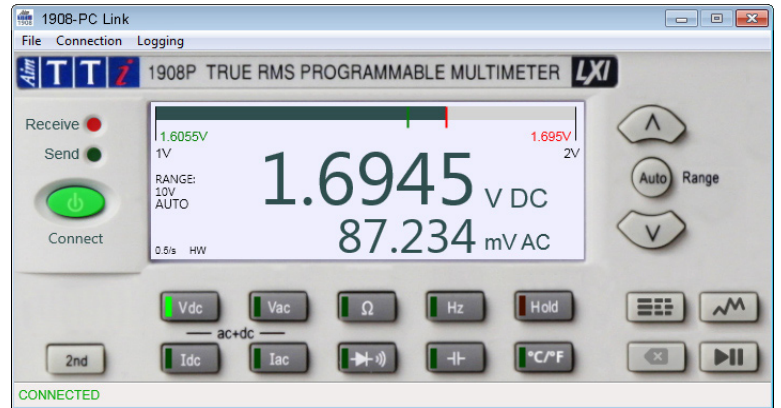 1908-PC Link
File Connection Logging
Aim TTi 1908P TRUE RMS PROGRAMMABLE MULTIMETER LXI
Receive
Send
Connect
1.6055V 1.695V
1V 2V
RANGE:
10V
AUTO
1.6945 V DC
87.234 mV AC
0.5/s HW
Auto Range
Vdc Vac Ω Hz Hold
ac+dc
2nd Idc Iac °C/°F
CONNECTED